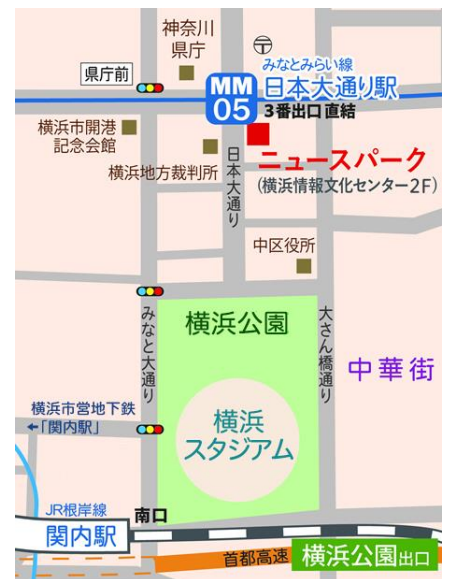 神奈川
県庁
〒
みなとみらい線
県庁前
MM
05
日本大通り駅
3番出口直結
横浜市開港
記念会館
横浜地方裁判所
日本大通り
ニュースパーク
(横浜情報文化センター2F)
中区役所
みなと大通り
横浜公園
大さん橋通り
中華街
横浜市営地下鉄
←「関内駅」
横浜
スタジアム
JR根岸線
南口
関内駅
首都高速
横浜公園出口